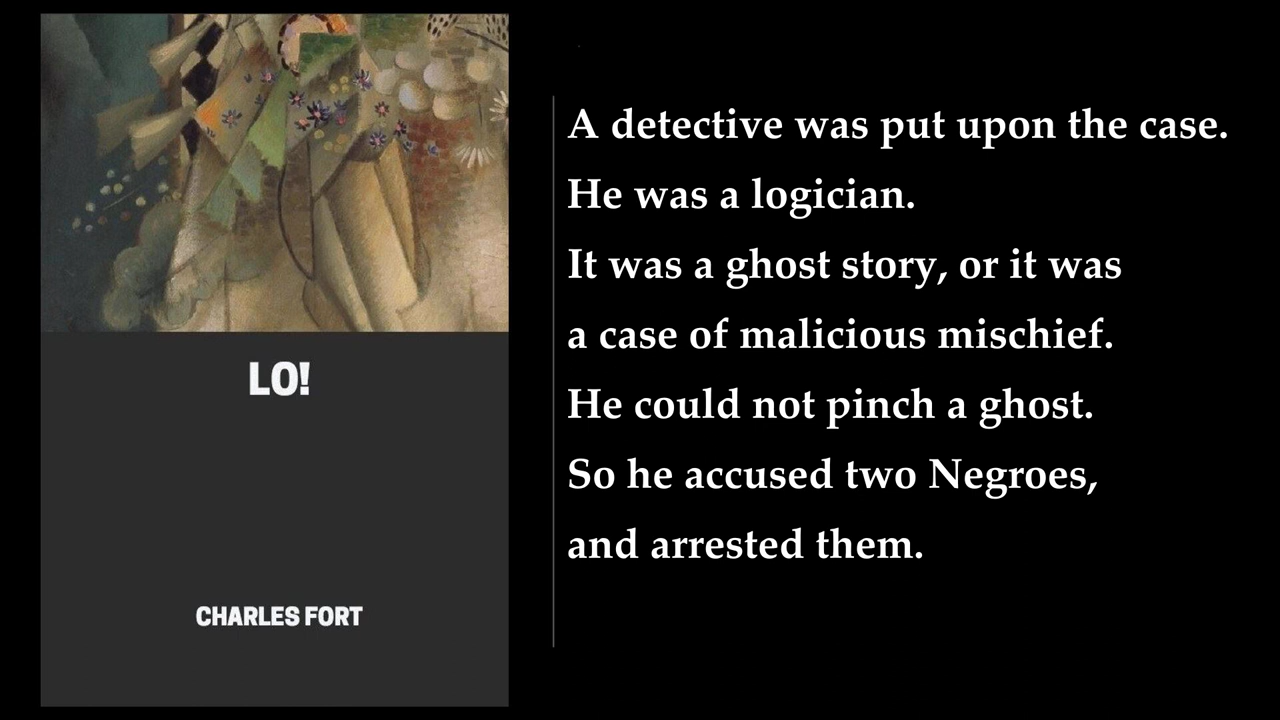 LO!
CHARLES FORT
A detective was put upon the case.
He was a logician.
It was a ghost story, or it was
a case of malicious mischief.
He could not pinch a ghost.
So he accused two Negroes,
and arrested them.